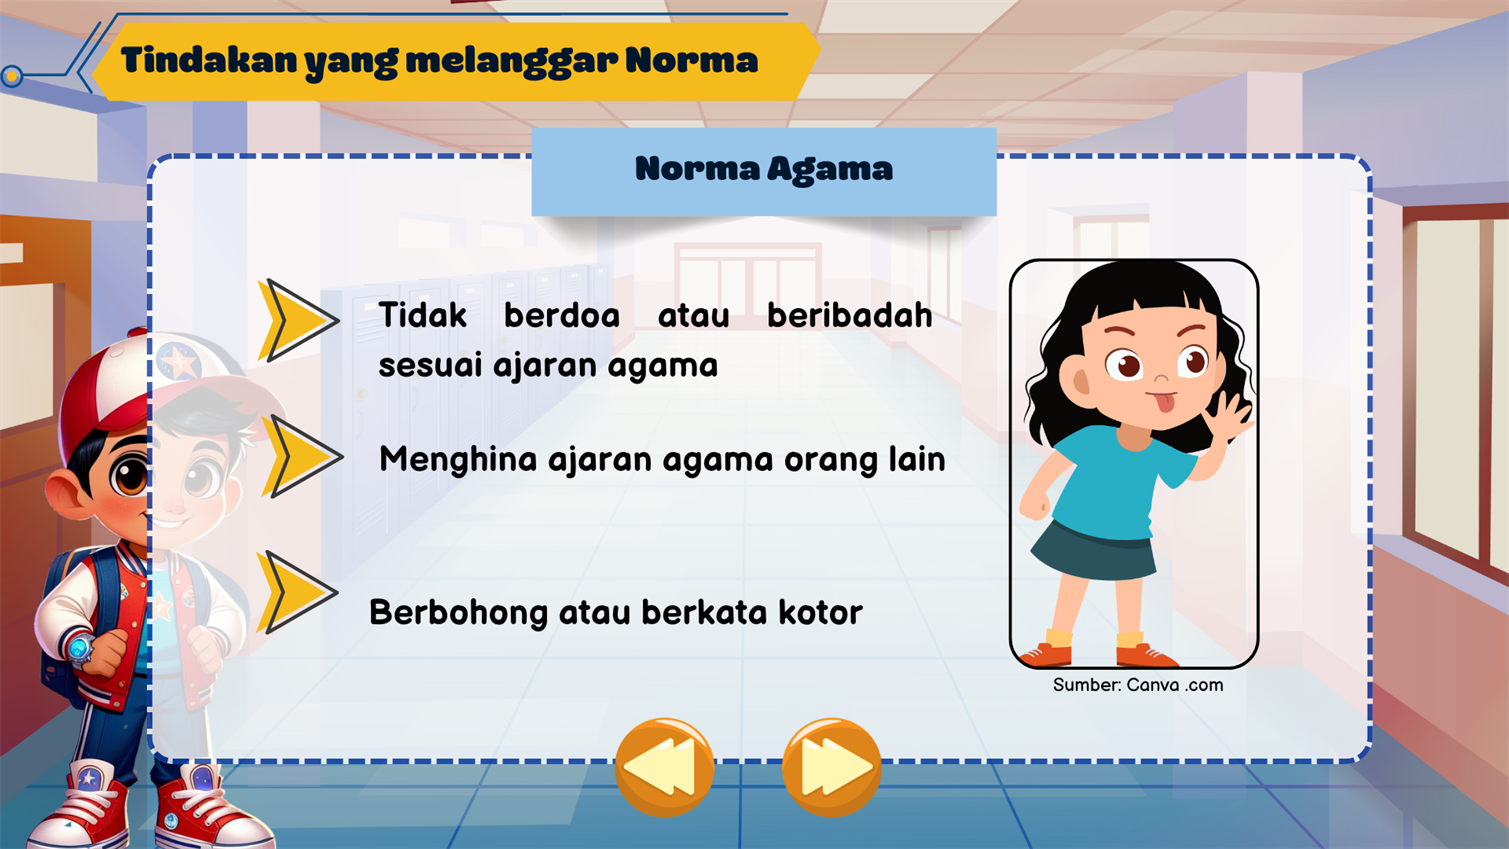 Tindakan yang melanggar Norma
Norma Agama
Tidak berdoa atau beribadah
sesuai ajaran agama
Menghina ajaran agama orang lain
Berbohong atau berkata kotor
Sumber: Canva .com